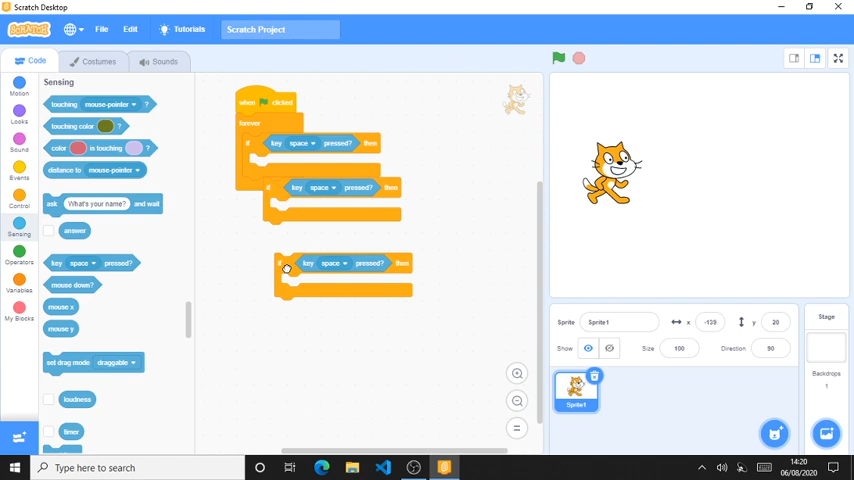 Scratch Desktop
SCRATCH
File
Edit
Tutorials
Scratch Project
Code
Costumes
Sounds
Motion
Looks
Sound
Events
Control
Sensing
Operators
Variables
My Blocks
Sensing
touching mouse-pointer ?
touching color ?
color is touching ?
distance to mouse-pointer
ask What's your name? and wait
answer
key space pressed?
mouse down?
mouse x
mouse y
set drag mode draggable
loudness
timer
when clicked
forever
if key space pressed? then
if key space pressed? then
if key space pressed? then
Sprite Sprite1 x -128 y 20
Show Size 100 Direction 90
Sprite1
Stage
Backdrops
1
Type here to search
14:20
06/08/2020